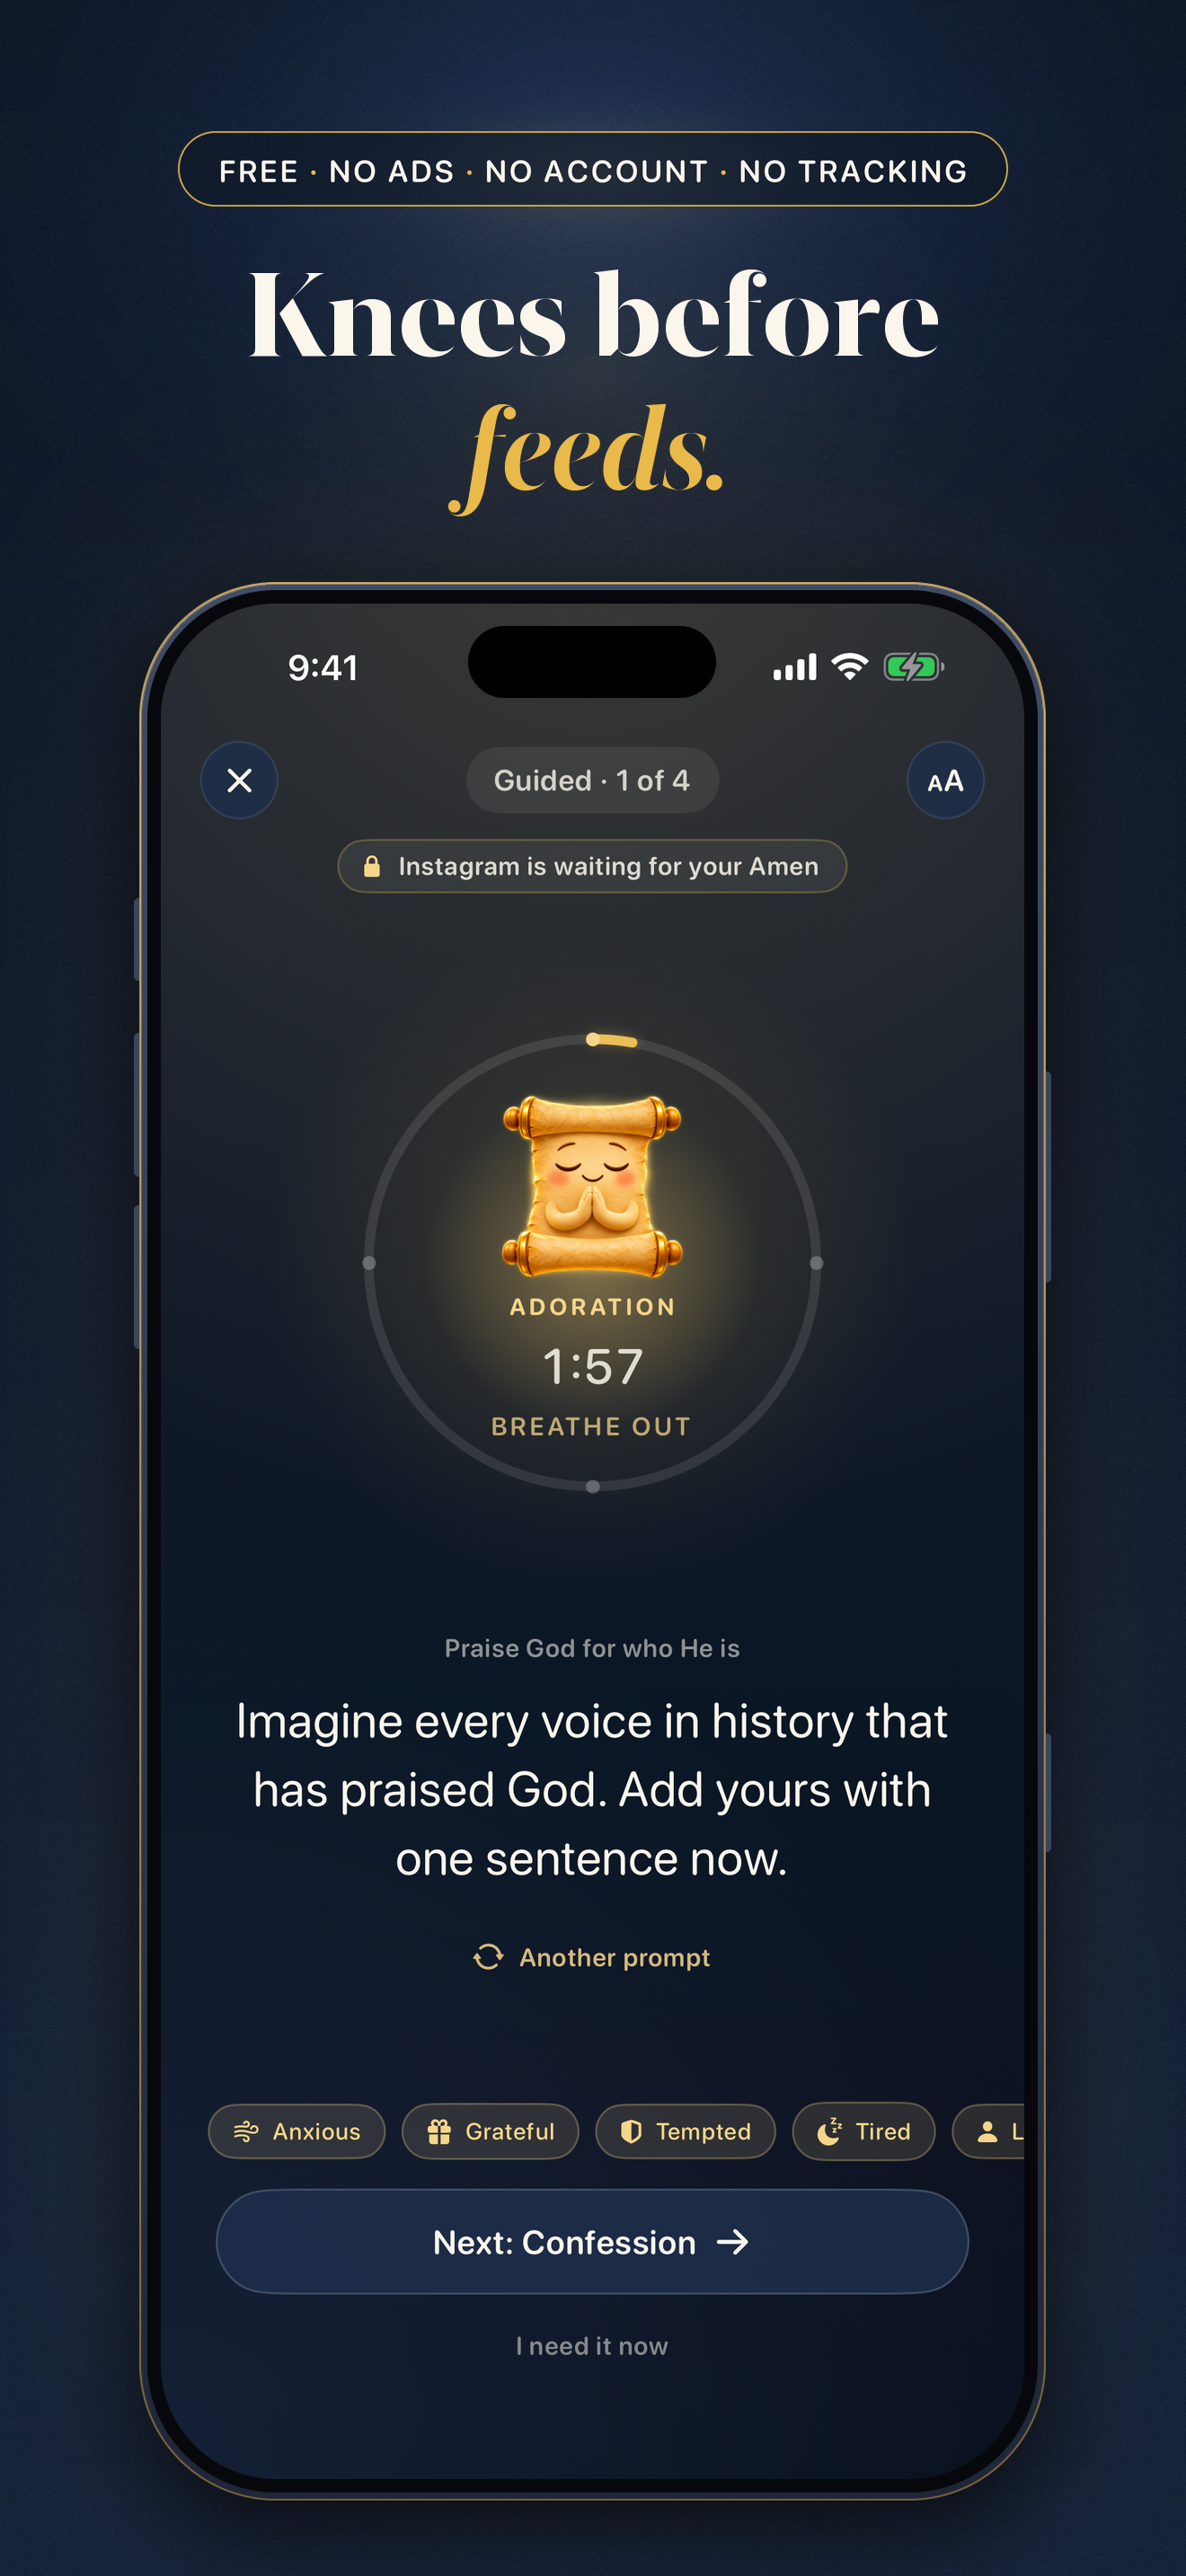 FREE · NO ADS · NO ACCOUNT · NO TRACKING
Knees before
feeds.
9:41
Guided · 1 of 4
AA
Instagram is waiting for your Amen
ADORATION
1:57
BREATHE OUT
Praise God for who He is
Imagine every voice in history that
has praised God. Add yours with
one sentence now.
Another prompt
Anxious
Grateful
Tempted
Tired
L
Next: Confession →
I need it now